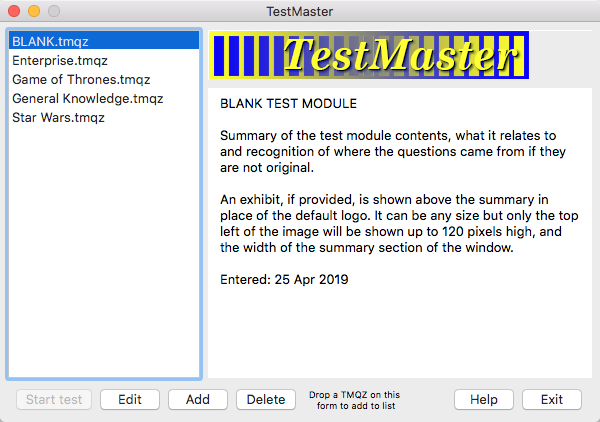 TestMaster
BLANK.tmqz
Enterprise.tmqz
Game of Thrones.tmqz
General Knowledge.tmqz
Star Wars.tmqz
TestMaster
BLANK TEST MODULE
Summary of the test module contents, what it relates to
and recognition of where the questions came from if they
are not original.
An exhibit, if provided, is shown above the summary in
place of the default logo. It can be any size but only the top
left of the image will be shown up to 120 pixels high, and
the width of the summary section of the window.
Entered: 25 Apr 2019
Start test
Edit
Add
Delete
Drop a TMQZ on this
form to add to list
Help
Exit